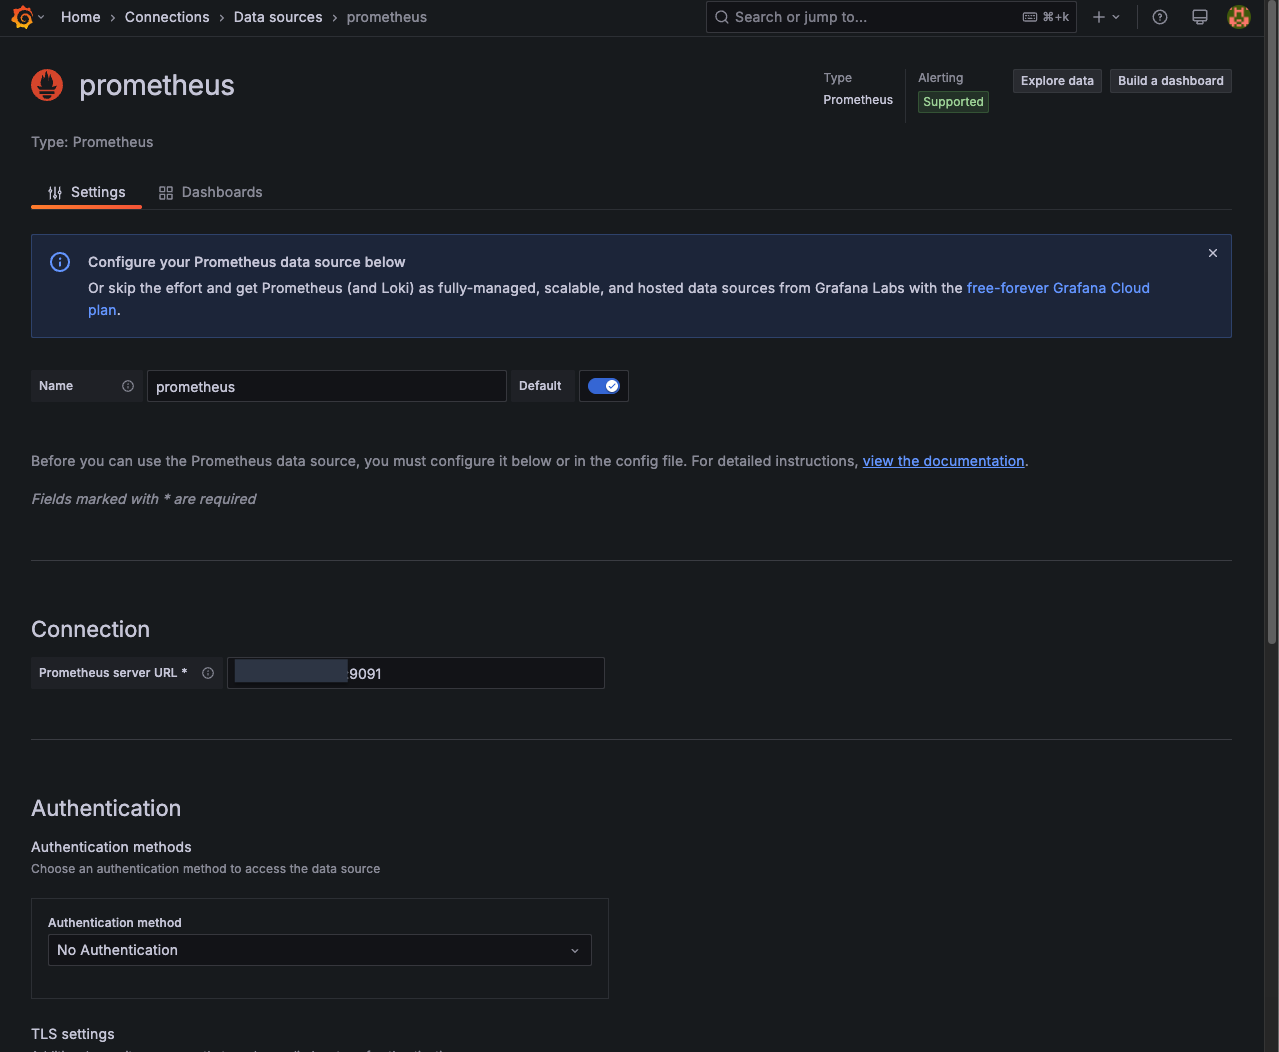 Home › Connections › Data sources › prometheus
Search or jump to...
⌘+k
prometheus
Type
Prometheus
Alerting
Supported
Explore data
Build a dashboard
Type: Prometheus
Settings
Dashboards
Configure your Prometheus data source below
Or skip the effort and get Prometheus (and Loki) as fully-managed, scalable, and hosted data sources from Grafana Labs with the free-forever Grafana Cloud
plan.
Name
prometheus
Default
Before you can use the Prometheus data source, you must configure it below or in the config file. For detailed instructions, view the documentation.
Fields marked with * are required
Connection
Prometheus server URL *
:9091
Authentication
Authentication methods
Choose an authentication method to access the data source
Authentication method
No Authentication
TLS settings